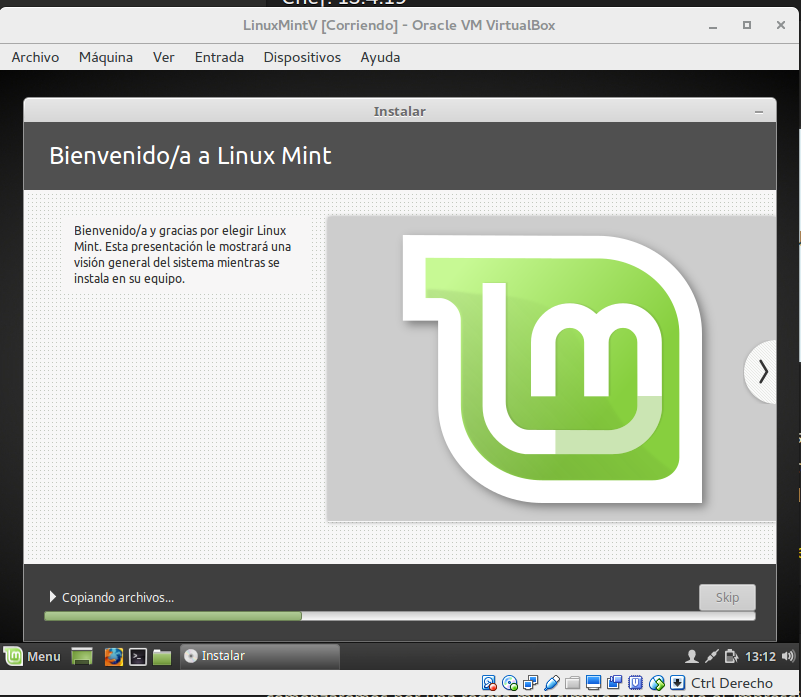 LinuxMintV [Corriendo] - Oracle VM VirtualBox
Archivo Máquina Ver Entrada Dispositivos Ayuda
Instalar
Bienvenido/a a Linux Mint
Bienvenido/a y gracias por elegir Linux
Mint. Esta presentación le mostrará una
visión general del sistema mientras se
instala en su equipo.
Copiando archivos...
Skip
Menu Instalar 13:12
Ctrl Derecho